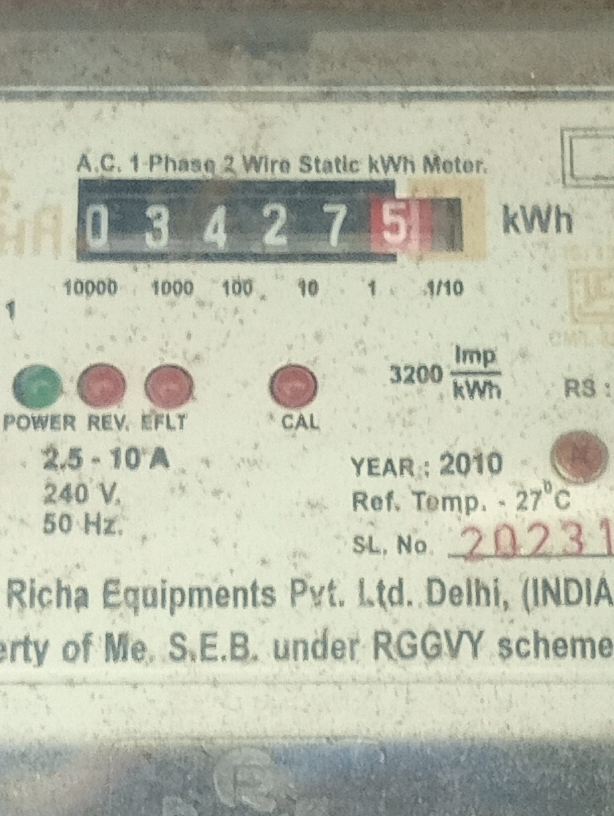 A.C. 1 Phase 2 Wire Static kWh Meter.
0 3 4 2 7 5 kWh
10000 1000 100 10 1 1/10
1
3200 Imp/kWh
RS :
POWER REV. EFLT CAL
2.5 - 10 A
YEAR : 2010
240 V.
Ref. Temp. - 27°C
50 Hz.
SL. No. 20231
Richa Equipments Pvt. Ltd. Delhi, (INDIA
erty of Me. S.E.B. under RGGVY scheme